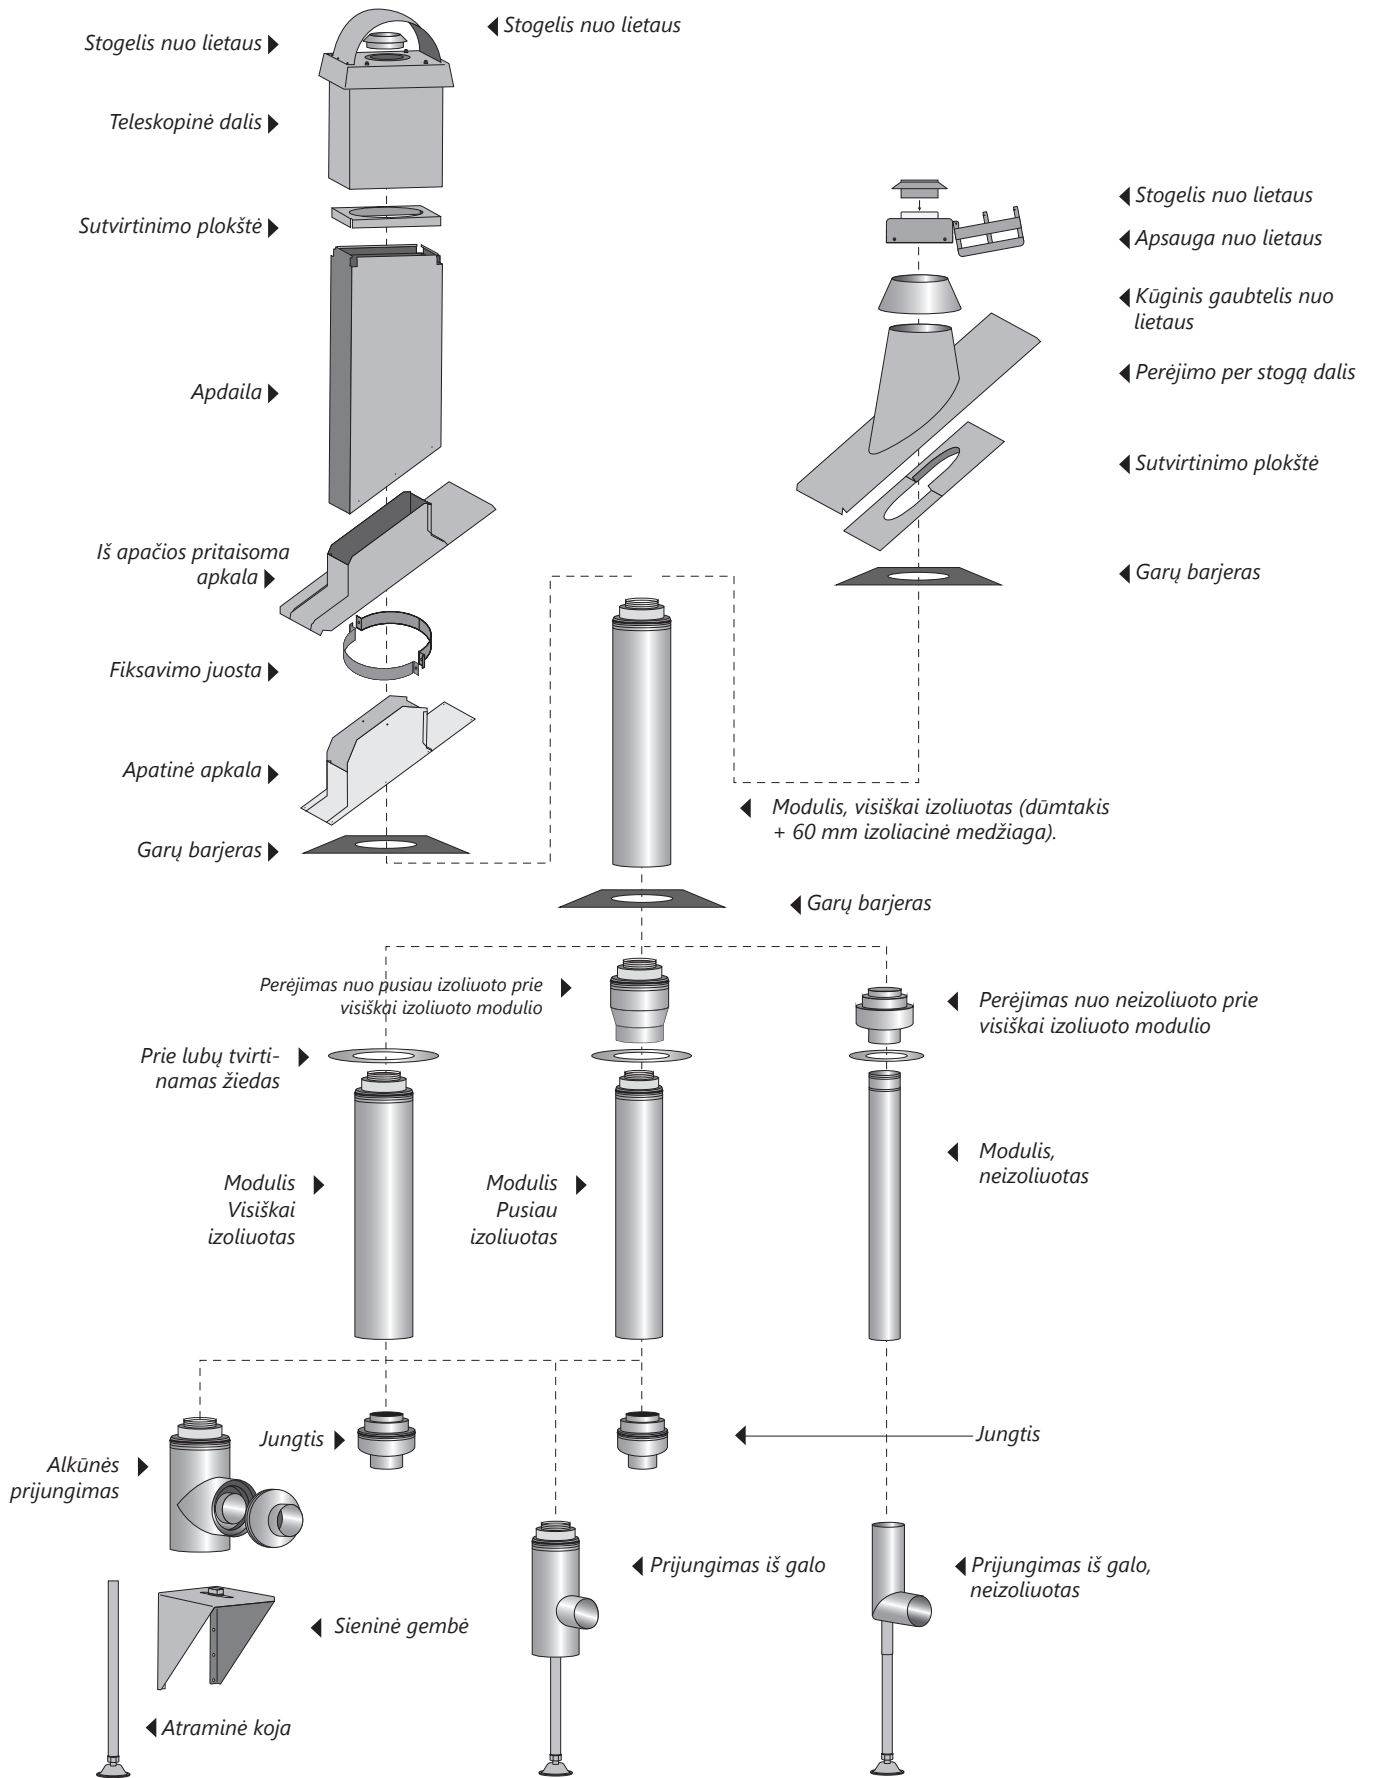 Stogelis nuo lietaus
Stogelis nuo lietaus
Teleskopinė dalis
Sutvirtinimo plokštė
Apdaila
Iš apačios pritaisoma
apkala
Fiksavimo juosta
Apatinė apkala
Garų barjeras
Stogelis nuo lietaus
Apsauga nuo lietaus
Kūginis gaubtelis nuo
lietaus
Perėjimo per stogą dalis
Sutvirtinimo plokštė
Garų barjeras
Modulis, visiškai izoliuotas (dūmtakis
+ 60 mm izoliacinė medžiaga).
Garų barjeras
Perėjimas nuo pusiau izoliuoto prie
visiškai izoliuoto modulio
Perėjimas nuo neizoliuoto prie
visiškai izoliuoto modulio
Prie lubų tvirti-
namas žiedas
Modulis
Visiškai
izoliuotas
Modulis
Pusiau
izoliuotas
Modulis,
neizoliuotas
Jungtis
Jungtis
Alkūnės
prijungimas
Prijungimas iš galo
Prijungimas iš galo,
neizoliuotas
Sieninė gembė
Atraminė koja